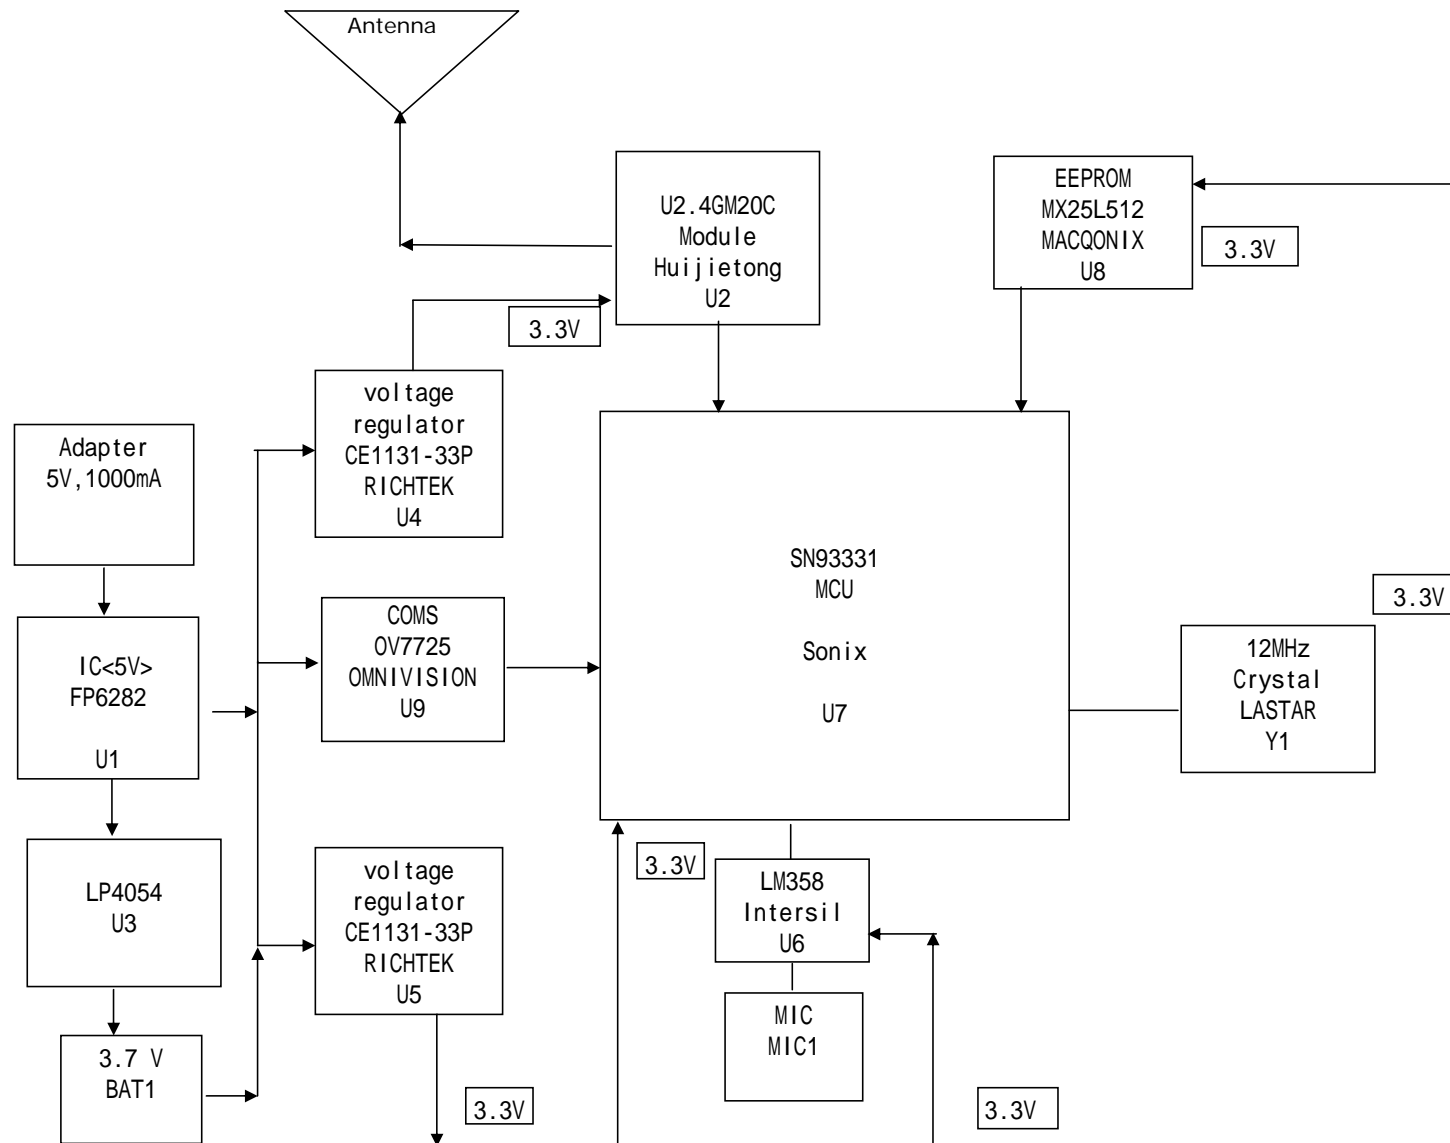 Antenna
U2.4GM20C
Module
Huijietong
U2
EEPROM
MX25L512
MACQONIX
U8
3.3V
3.3V
voltage
regulator
CE1131-33P
RICHTEK
U4
Adapter
5V,1000mA
SN93331
MCU
Sonix
U7
3.3V
COMS
OV7725
OMNIVISION
U9
IC<5V>
FP6282
U1
12MHz
Crystal
LASTAR
Y1
voltage
regulator
CE1131-33P
RICHTEK
U5
3.3V
LM358
Intersil
U6
LP4054
U3
MIC
MIC1
3.7 V
BAT1
3.3V
3.3V